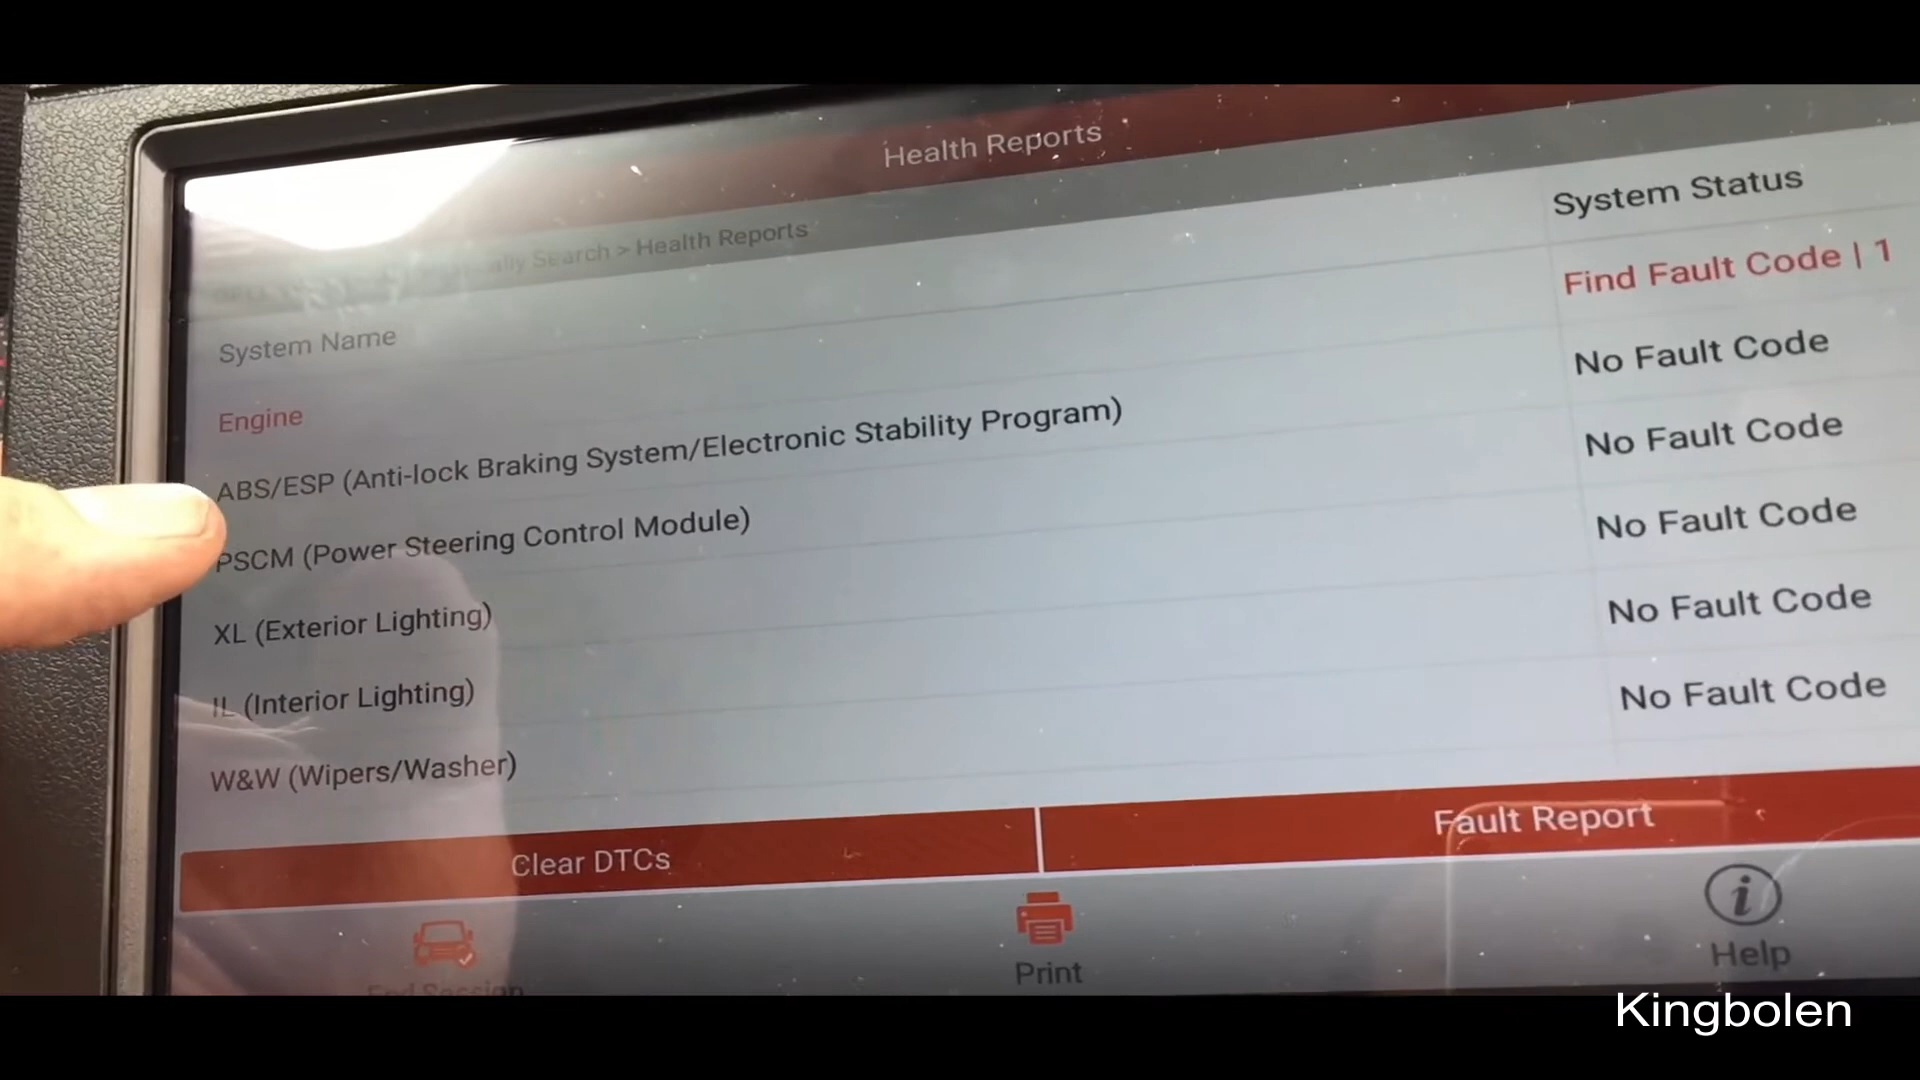 Health Reports
Search > Health Reports
System Name
System Status
Engine
Find Fault Code | 1
ABS/ESP (Anti-lock Braking System/Electronic Stability Program)
No Fault Code
PSCM (Power Steering Control Module)
No Fault Code
XL (Exterior Lighting)
No Fault Code
IL (Interior Lighting)
No Fault Code
W&W (Wipers/Washer)
No Fault Code
Clear DTCs
Fault Report
End Session
Print
Help
Kingbolen